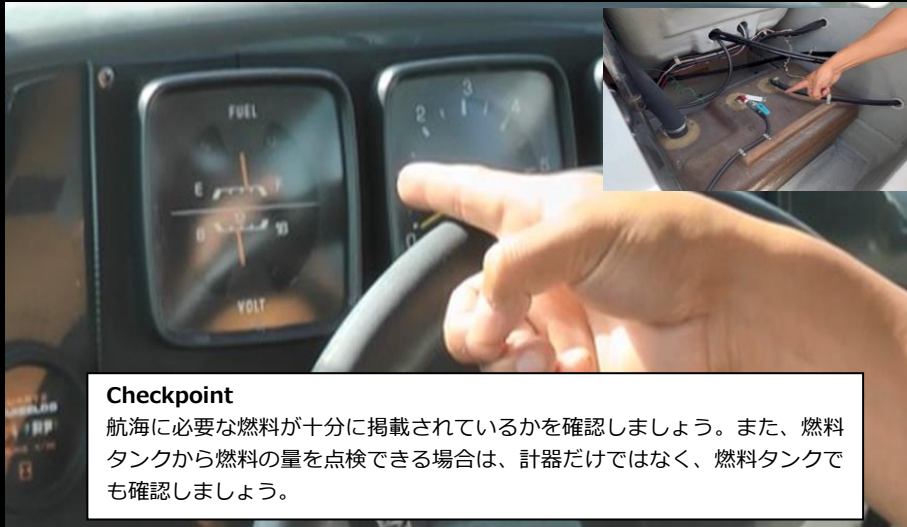 FUEL
E F
8 12 16
VOLT
2 3 4 5
0
Checkpoint
航海に必要な燃料が十分に掲載されているかを確認しましょう。また、燃料
タンクから燃料の量を点検できる場合は、計器だけではなく、燃料タンクで
も確認しましょう。